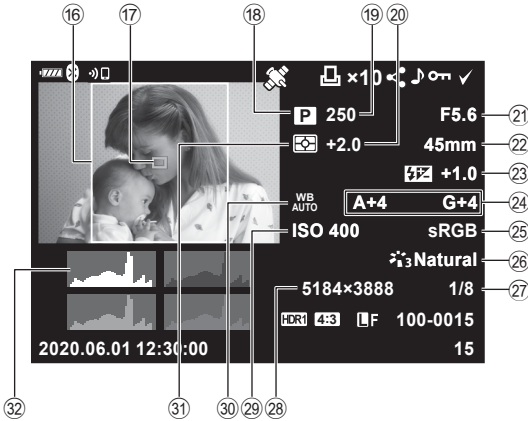 ⑯ ⑰ ⑱ ⑲ ⑳
×10
P 250 F5.6 ㉑
+2.0 45mm ㉒
+1.0 ㉓
WB AUTO A+4 G+4 ㉔
ISO 400 sRGB ㉕
3 Natural ㉖
5184×3888 1/8 ㉗
HDR1 4:3 L F 100-0015
2020.06.01 12:30:00 15
㉜ ㉛ ㉚ ㉙ ㉘